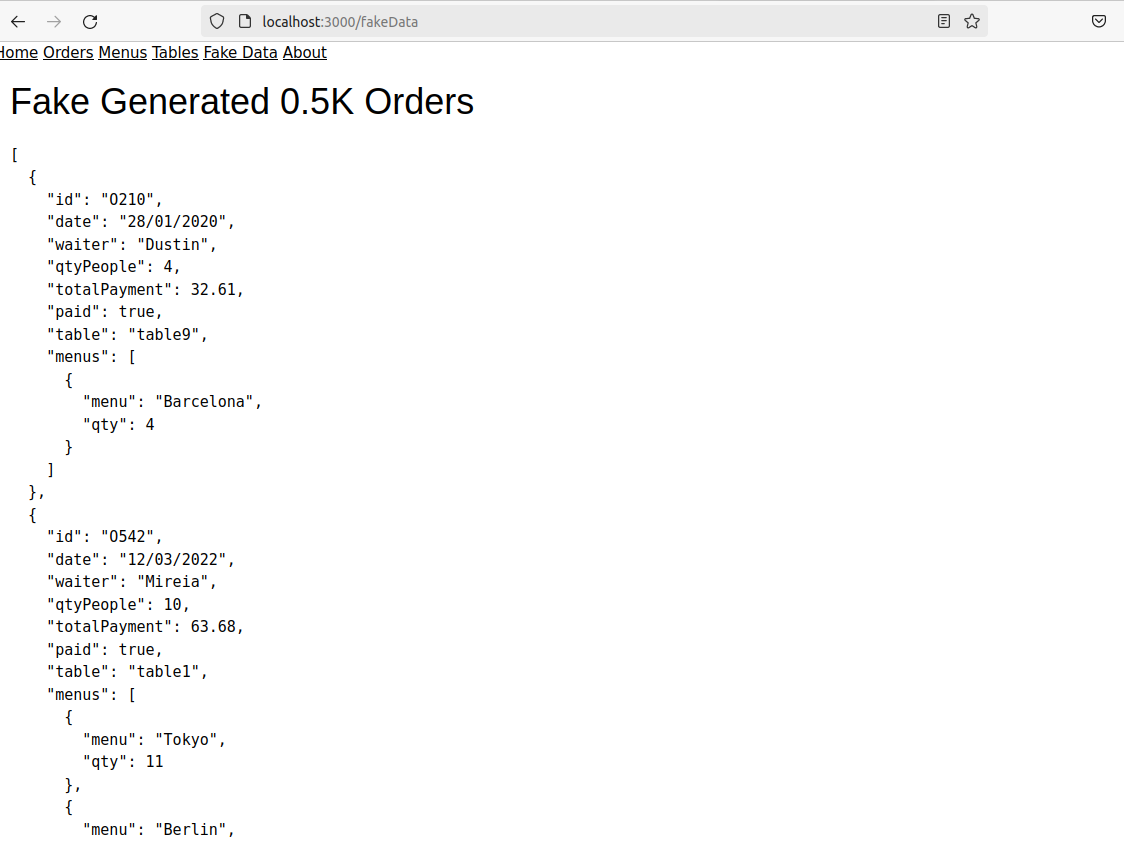 localhost:3000/fakeData
Home Orders Menus Tables Fake Data About
Fake Generated 0.5K Orders
[
  {
    "id": "O210",
    "date": "28/01/2020",
    "waiter": "Dustin",
    "qtyPeople": 4,
    "totalPayment": 32.61,
    "paid": true,
    "table": "table9",
    "menus": [
      {
        "menu": "Barcelona",
        "qty": 4
      }
    ]
  },
  {
    "id": "O542",
    "date": "12/03/2022",
    "waiter": "Mireia",
    "qtyPeople": 10,
    "totalPayment": 63.68,
    "paid": true,
    "table": "table1",
    "menus": [
      {
        "menu": "Tokyo",
        "qty": 11
      },
      {
        "menu": "Berlin",